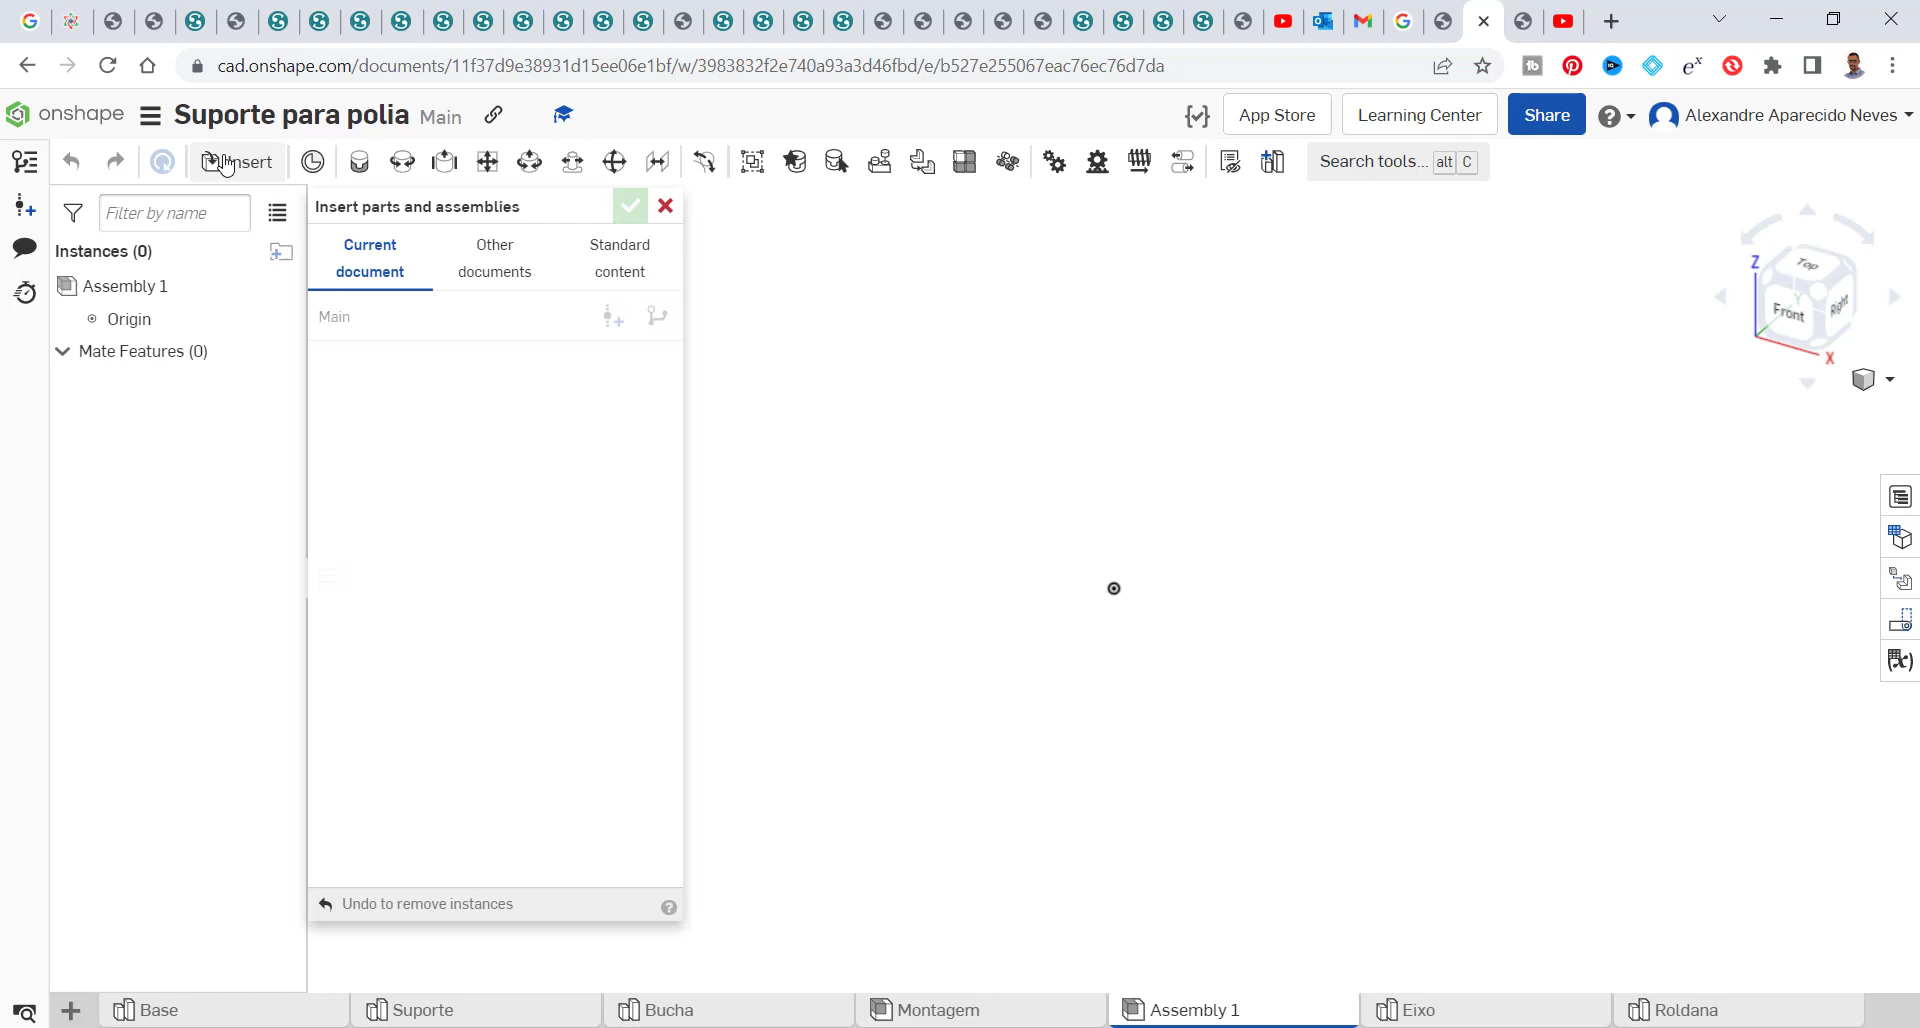 cad.onshape.com/documents/11f37d9e38931d15ee06e1bf/w/3983832f2e740a93a3d46fbd/e/b527e255067eac76ec76d7da
onshape Suporte para polia Main App Store Learning Center Share Alexandre Aparecido Neves
Insert Search tools... alt C
Filter by name
Instances (0)
Assembly 1
Origin
Mate Features (0)
Insert parts and assemblies
Current document
Other documents
Standard content
Main
Undo to remove instances
Top
Front
Right
Z
Y
X
Base Suporte Bucha Montagem Assembly 1 Eixo Roldana